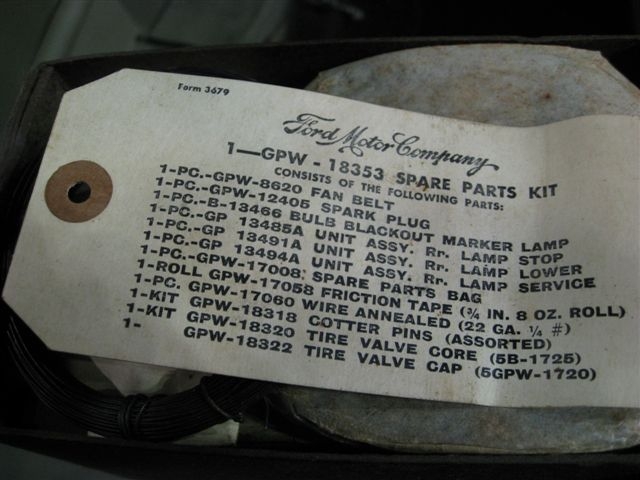 Form 3679
Ford Motor Company
1—GPW - 18353 SPARE PARTS KIT
CONSISTS OF THE FOLLOWING PARTS:
1-PC.-GPW-8620 FAN BELT
1-PC.-GPW-12405 SPARK PLUG
1-PC.-B-13466 BULB BLACKOUT MARKER LAMP
1-PC.-GP 13485A UNIT ASSY. Rr. LAMP STOP
1-PC.-GP 13491A UNIT ASSY. Rr. LAMP LOWER
1-PC.-GP 13494A UNIT ASSY. Rr. LAMP SERVICE
1-PC.-GPW-17008 SPARE PARTS BAG
1-ROLL GPW-17058 FRICTION TAPE (¾ IN. 8 OZ. ROLL)
1-PC. GPW-17060 WIRE ANNEALED (22 GA. ¼ #)
1-KIT GPW-18318 COTTER PINS (ASSORTED)
1-KIT GPW-18320 TIRE VALVE CORE (5B-1725)
1- GPW-18322 TIRE VALVE CAP (5GPW-1720)